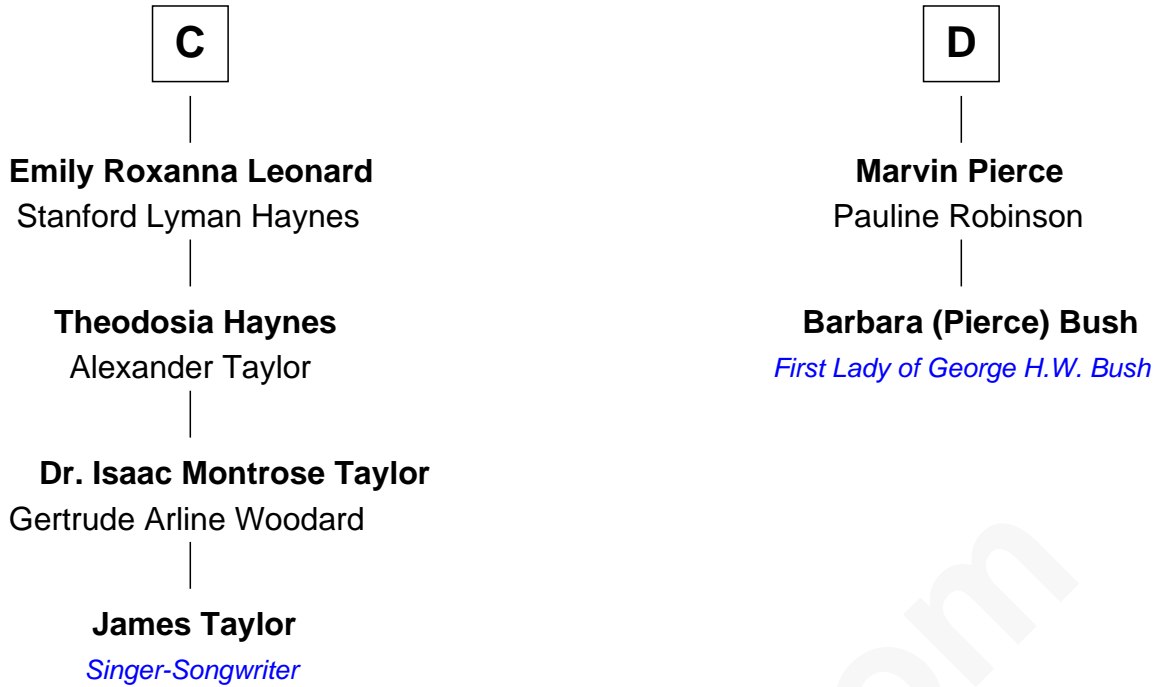 C
Emily Roxanna Leonard
Stanford Lyman Haynes
Theodosia Haynes
Alexander Taylor
Dr. Isaac Montrose Taylor
Gertrude Arline Woodard
James Taylor
Singer-Songwriter
D
Marvin Pierce
Pauline Robinson
Barbara (Pierce) Bush
First Lady of George H.W. Bush
om